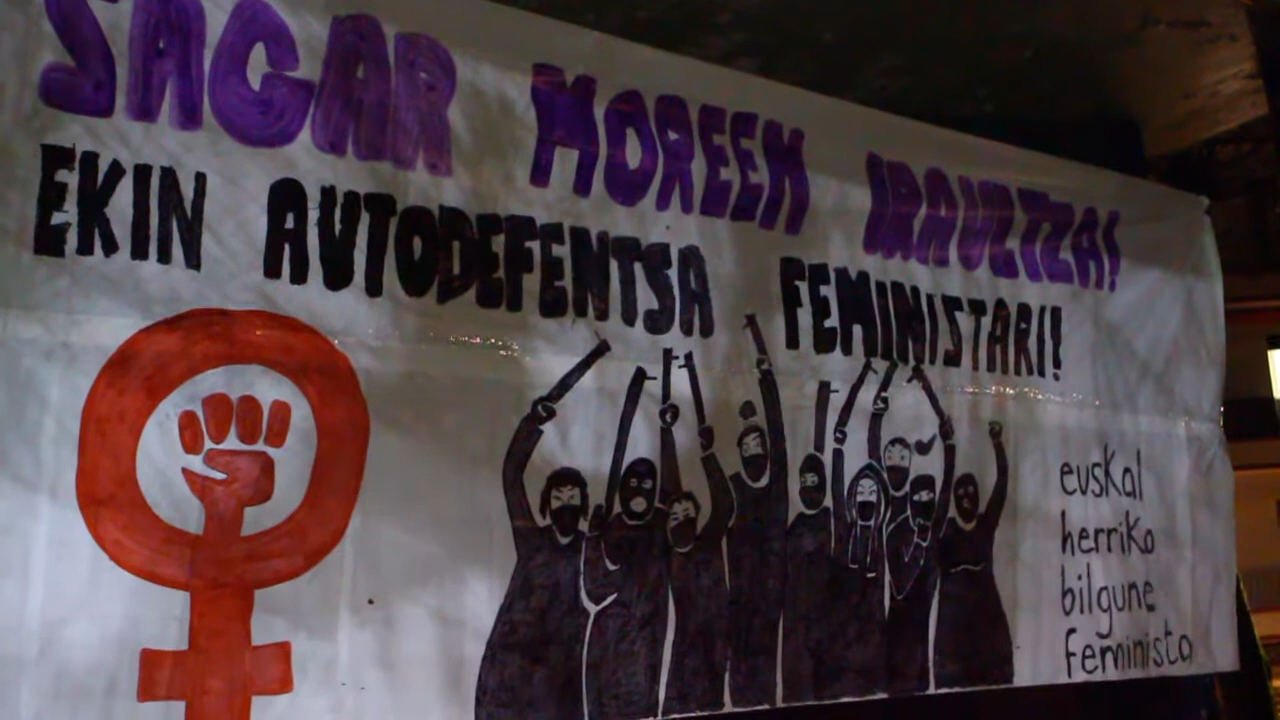 SAGAR MOREEN IRAULTZA!
EKIN AUTODEFENTSA FEMINISTARI!
euskal
herriko
bilgune
feminista